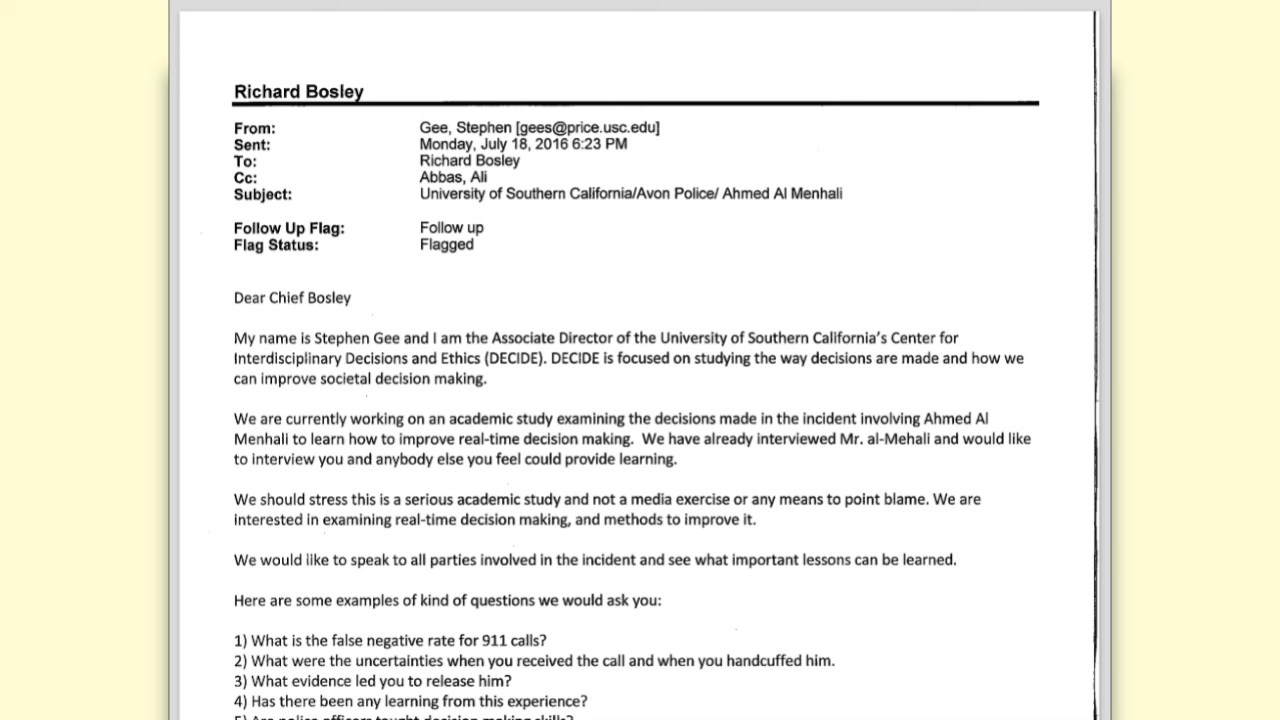 Richard Bosley
From: Gee, Stephen [gees@price.usc.edu]
Sent: Monday, July 18, 2016 6:23 PM
To: Richard Bosley
Cc: Abbas, Ali
Subject: University of Southern California/Avon Police/ Ahmed Al Menhali
Follow Up Flag: Follow up
Flag Status: Flagged
Dear Chief Bosley
My name is Stephen Gee and I am the Associate Director of the University of Southern California's Center for
Interdisciplinary Decisions and Ethics (DECIDE). DECIDE is focused on studying the way decisions are made and how we
can improve societal decision making.
We are currently working on an academic study examining the decisions made in the incident involving Ahmed Al
Menhali to learn how to improve real-time decision making. We have already interviewed Mr. al-Mehali and would like
to interview you and anybody else you feel could provide learning.
We should stress this is a serious academic study and not a media exercise or any means to point blame. We are
interested in examining real-time decision making, and methods to improve it.
We would like to speak to all parties involved in the incident and see what important lessons can be learned.
Here are some examples of kind of questions we would ask you:
1) What is the false negative rate for 911 calls?
2) What were the uncertainties when you received the call and when you handcuffed him.
3) What evidence led you to release him?
4) Has there been any learning from this experience?
5) Are police officers taught decision making skills?